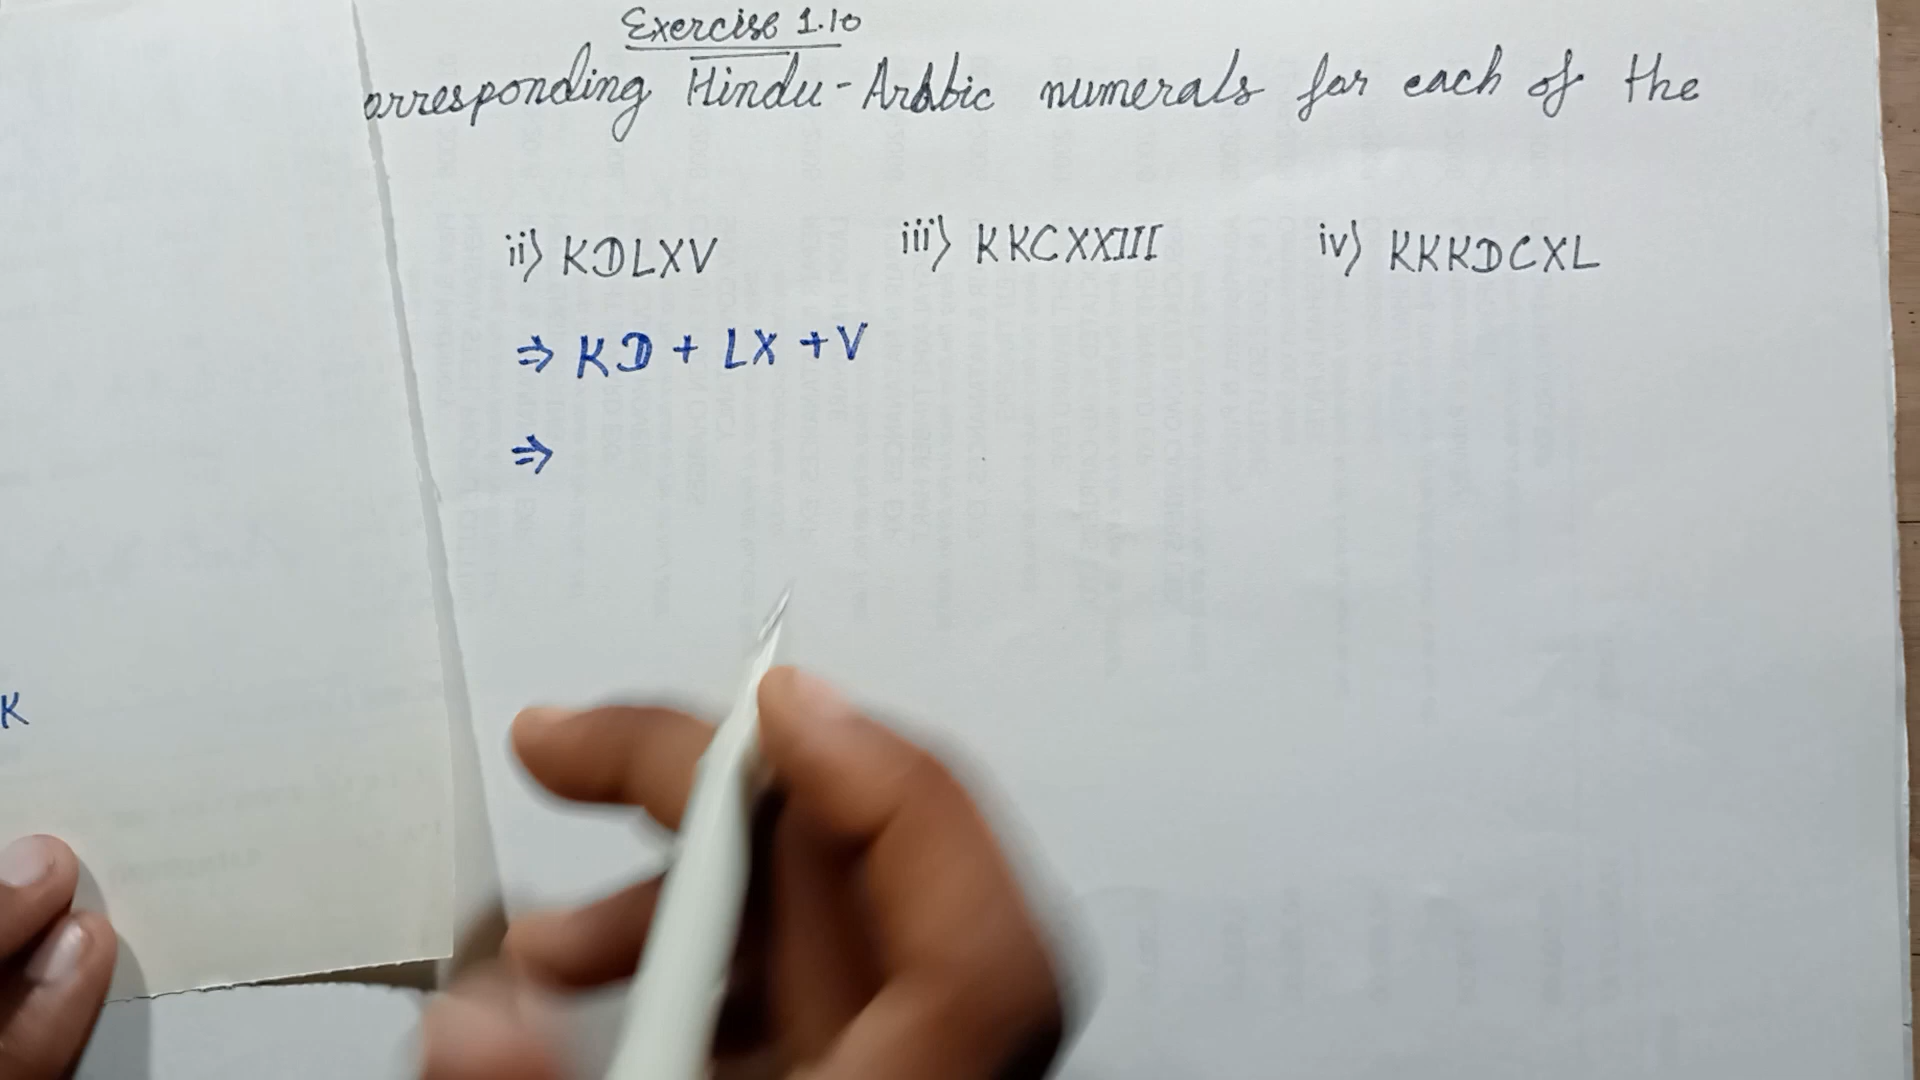 Exercise 1.10
orresponding Hindu-Arabic numerals for each of the
ii) KDLXV iii) KKCXXIII iv) KKKDCXL
⇒ KD + LX + V
⇒
K